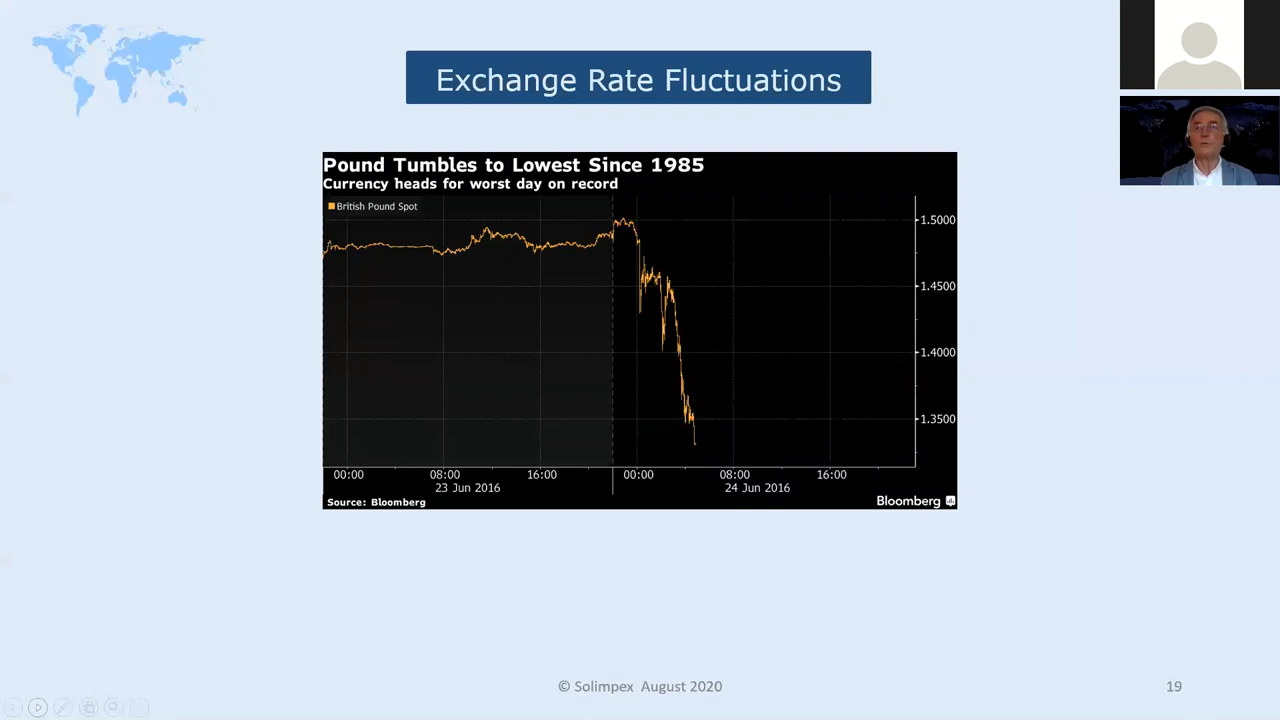 Exchange Rate Fluctuations
Pound Tumbles to Lowest Since 1985
Currency heads for worst day on record
British Pound Spot
1.5000
1.4500
1.4000
1.3500
00:00 08:00 16:00 00:00 08:00 16:00
23 Jun 2016 24 Jun 2016
Source: Bloomberg Bloomberg
© Solimpex August 2020 19